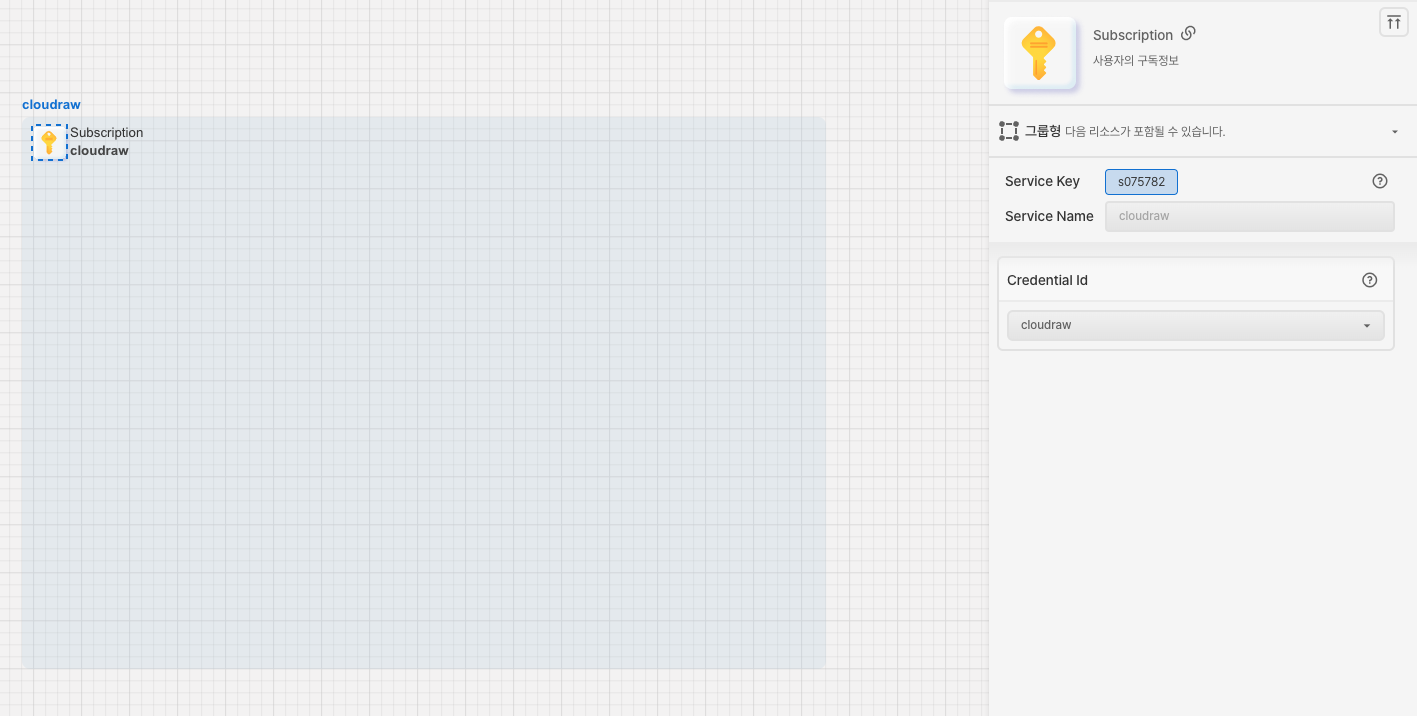 cloudraw
Subscription
cloudraw
Subscription
사용자의 구독정보
그룹형 다음 리소스가 포함될 수 있습니다.
Service Key s075782
Service Name cloudraw
Credential Id
cloudraw